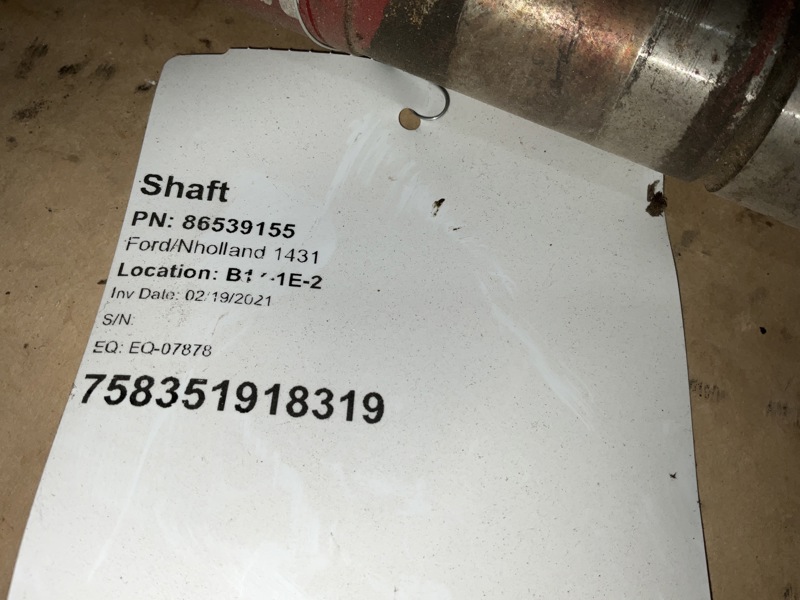 Shaft
PN: 86539155
Ford/Nholland 1431
Location:
Inv Date: 02/19/2021
S/N:
EQ: EQ-07878
758351918319